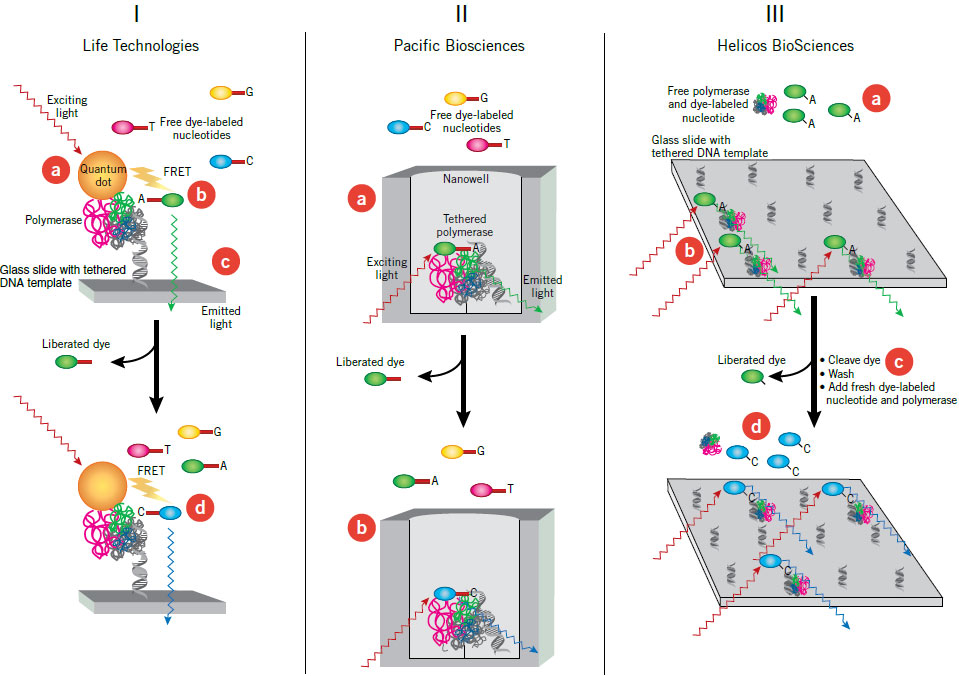 I
Life Technologies
Exciting
light
G
T
Free dye-labeled
nucleotides
C
a
Quantum
dot
FRET
A
b
Polymerase
c
Glass slide with tethered
DNA template
Emitted
light
Liberated dye
G
T
A
FRET
C
d
II
Pacific Biosciences
G
Free dye-labeled
nucleotides
C
T
a
Nanowell
Tethered
polymerase
A
Exciting
light
Emitted
light
Liberated dye
G
A
T
b
C
III
Helicos BioSciences
Free polymerase
and dye-labeled
nucleotide
A
A
A
a
Glass slide with
tethered DNA template
A
A
A
b
Liberated dye
• Cleave dye
• Wash
• Add fresh dye-labeled
nucleotide and polymerase
c
d
C
C
C
C
C
C